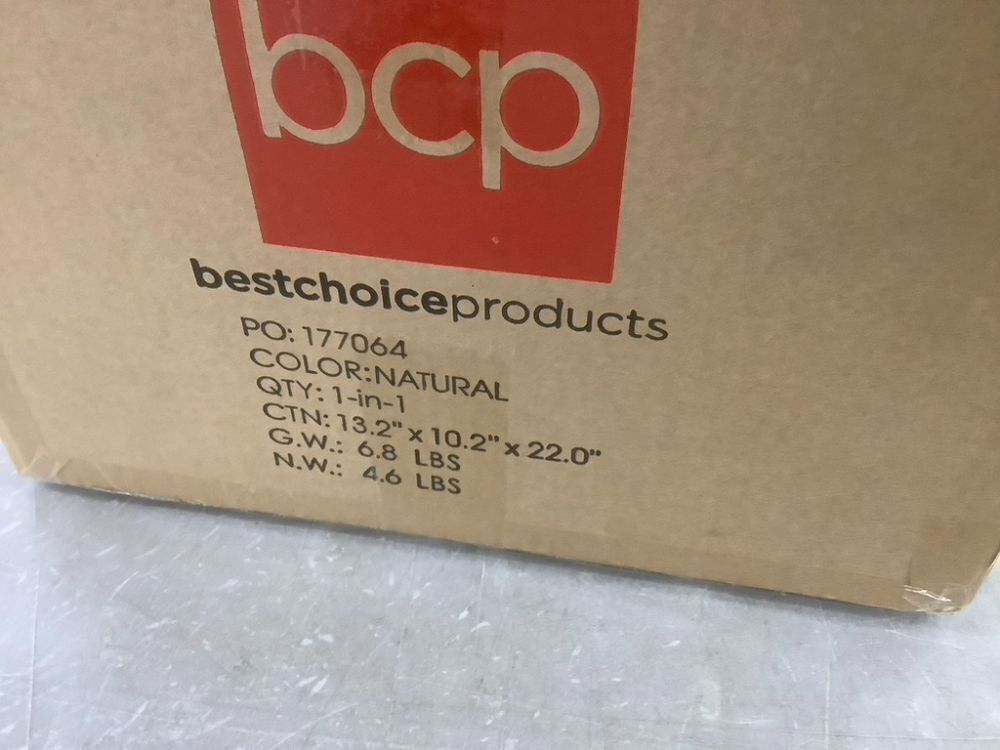 bcp
bestchoiceproducts
PO: 177064
COLOR:NATURAL
QTY: 1-in-1
CTN: 13.2" x 10.2" x 22.0"
G.W.: 6.8 LBS
N.W.: 4.6 LBS